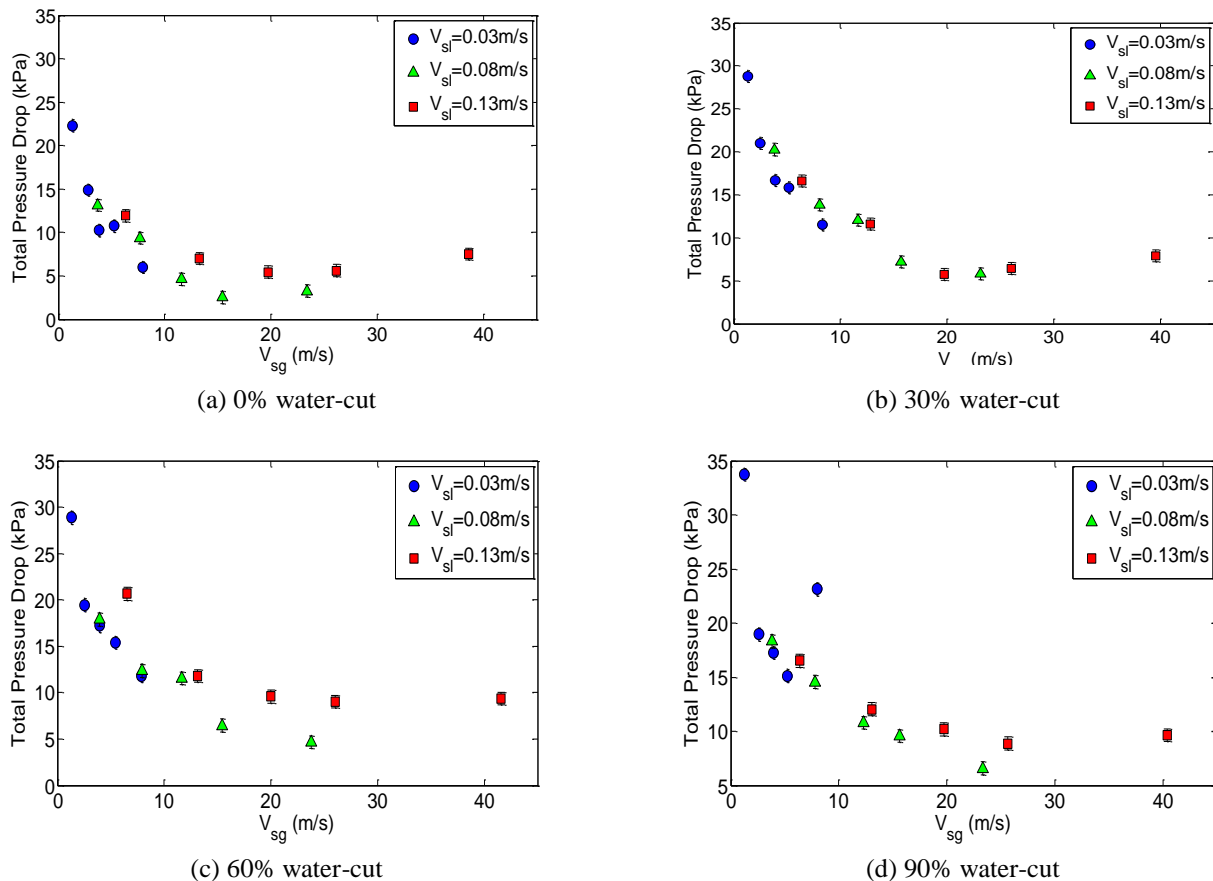 35
30
25
20
15
10
5
0
Total Pressure Drop (kPa)
V_sl=0.03m/s
V_sl=0.08m/s
V_sl=0.13m/s
0 10 20 30 40
V_sg (m/s)
(a) 0% water-cut
35
30
25
20
15
10
5
0
Total Pressure Drop (kPa)
V_sl=0.03m/s
V_sl=0.08m/s
V_sl=0.13m/s
0 10 20 30 40
V (m/s)
(b) 30% water-cut
35
30
25
20
15
10
5
0
Total Pressure Drop (kPa)
V_sl=0.03m/s
V_sl=0.08m/s
V_sl=0.13m/s
0 10 20 30 40
V_sg (m/s)
(c) 60% water-cut
35
30
25
20
15
10
5
Total Pressure Drop (kPa)
V_sl=0.03m/s
V_sl=0.08m/s
V_sl=0.13m/s
0 10 20 30 40
V_sg (m/s)
(d) 90% water-cut